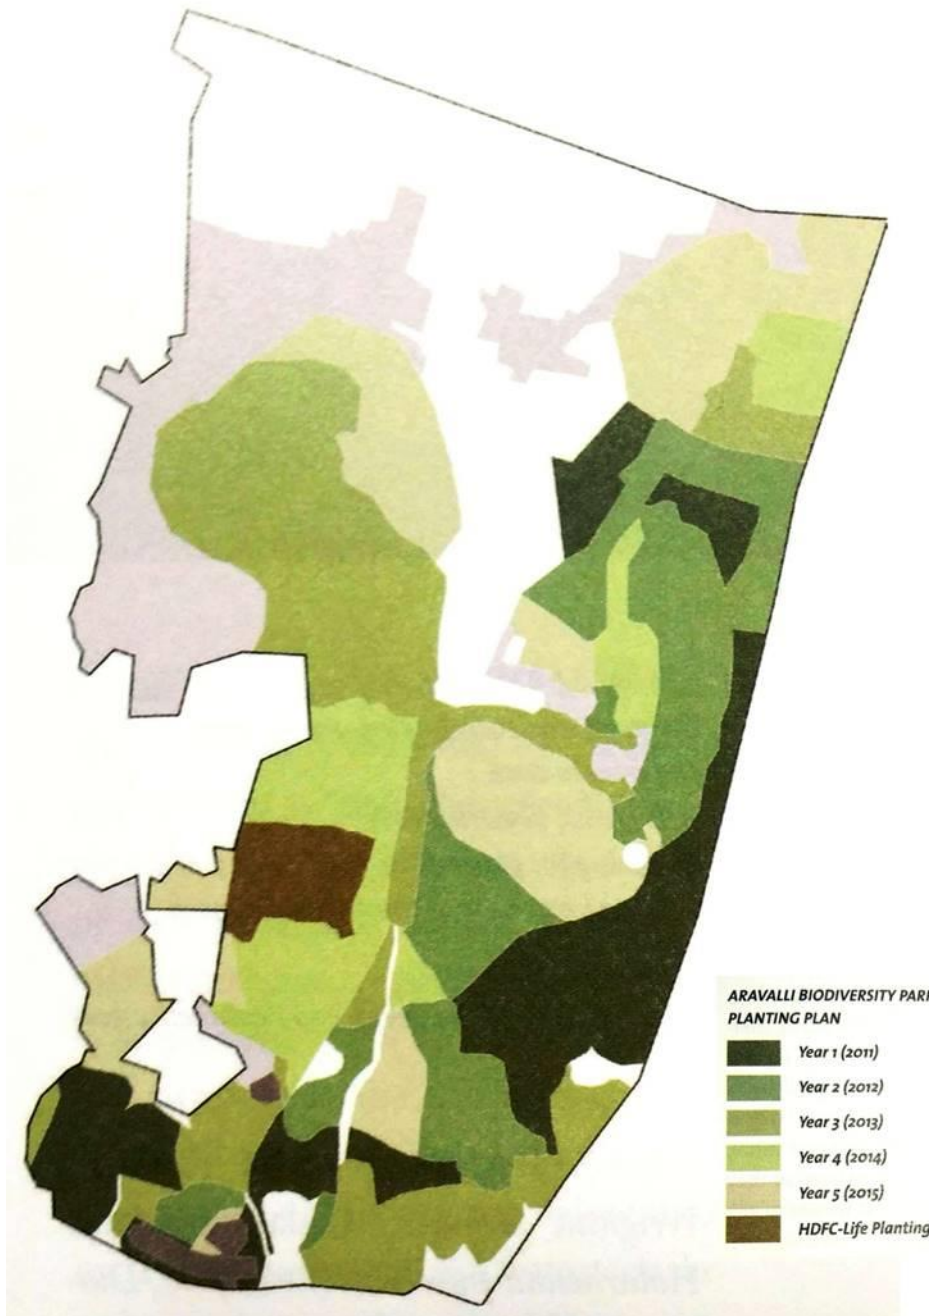 ARAVALLI BIODIVERSITY PARK
PLANTING PLAN
Year 1 (2011)
Year 2 (2012)
Year 3 (2013)
Year 4 (2014)
Year 5 (2015)
HDFC-Life Planting